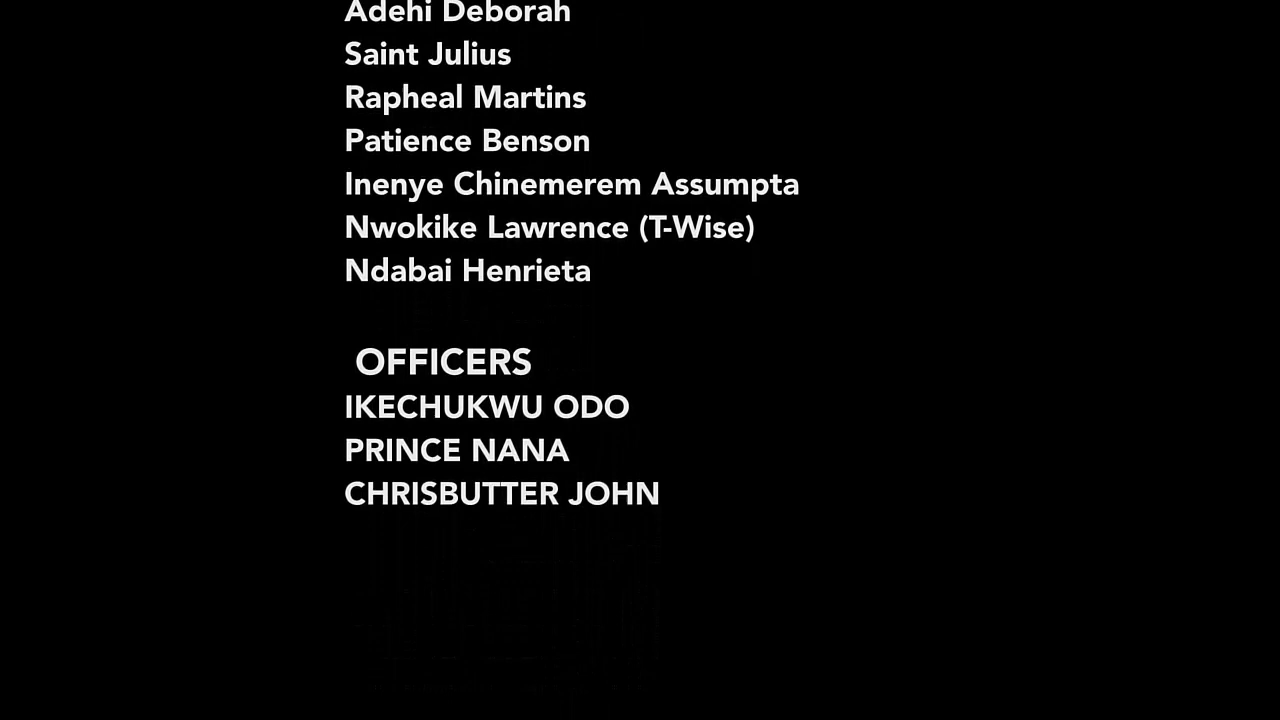 Adehi Deborah
Saint Julius
Rapheal Martins
Patience Benson
Inenye Chinemerem Assumpta
Nwokike Lawrence (T-Wise)
Ndabai Henrieta
OFFICERS
IKECHUKWU ODO
PRINCE NANA
CHRISBUTTER JOHN